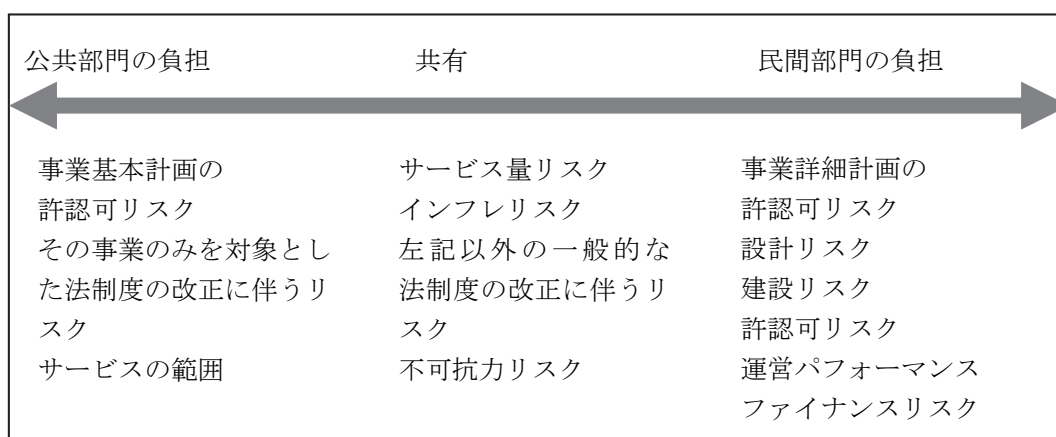 公共部門の負担
共有
民間部門の負担
事業基本計画の
許認可リスク
その事業のみを対象とし
た法制度の改正に伴うリ
スク
サービスの範囲
サービス量リスク
インフレリスク
左記以外の一般的な
法制度の改正に伴うリ
スク
不可抗力リスク
事業詳細計画の
許認可リスク
設計リスク
建設リスク
許認可リスク
運営パフォーマンス
ファイナンスリスク